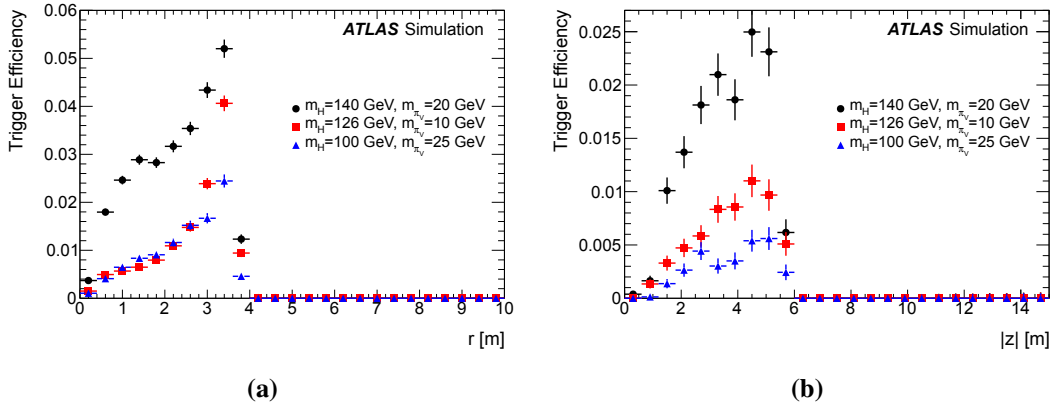 Trigger Efficiency
0.06
0.05
0.04
0.03
0.02
0.01
0
ATLAS Simulation
m_H=140 GeV, m_πv=20 GeV
m_H=126 GeV, m_πv=10 GeV
m_H=100 GeV, m_πv=25 GeV
0 1 2 3 4 5 6 7 8 9 10
r [m]
(a)
Trigger Efficiency
0.025
0.02
0.015
0.01
0.005
0
ATLAS Simulation
m_H=140 GeV, m_πv=20 GeV
m_H=126 GeV, m_πv=10 GeV
m_H=100 GeV, m_πv=25 GeV
0 2 4 6 8 10 12 14
|z| [m]
(b)